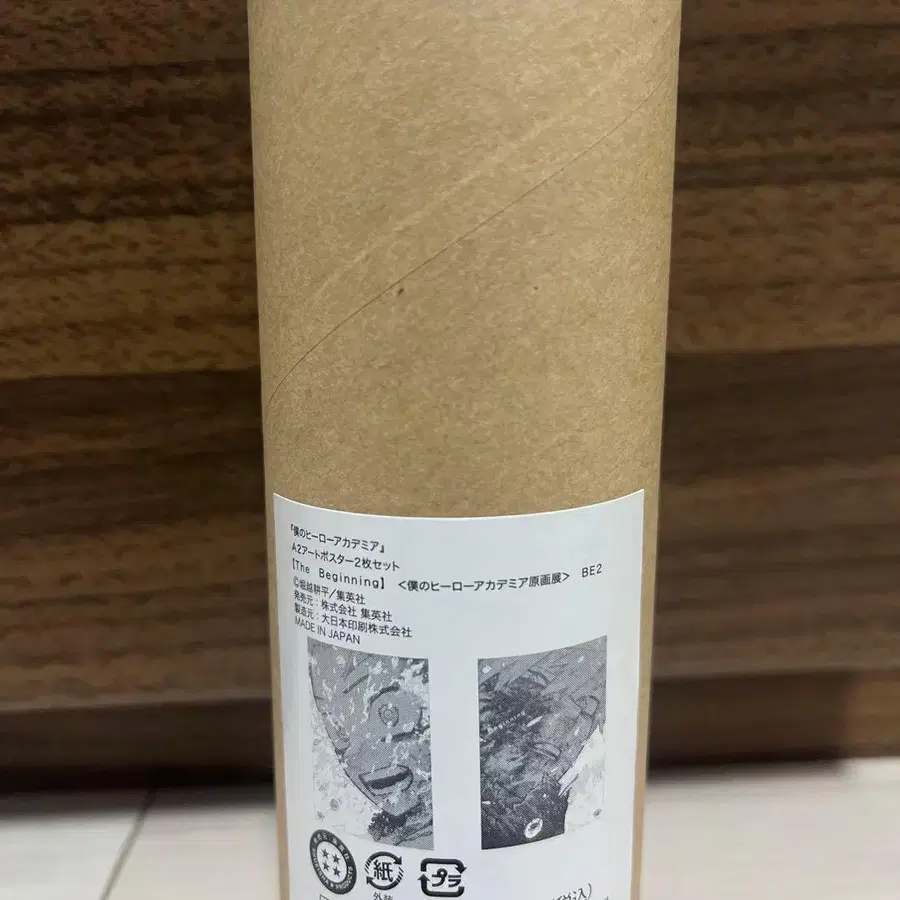 『僕のヒーローアカデミア』
A2アートポスター2枚セット
【The Beginning】 <僕のヒーローアカデミア原画展> BE2
©堀越耕平/集英社
発売元：株式会社 集英社
製造元：大日本印刷株式会社
MADE IN JAPAN
紙
外装
プラ